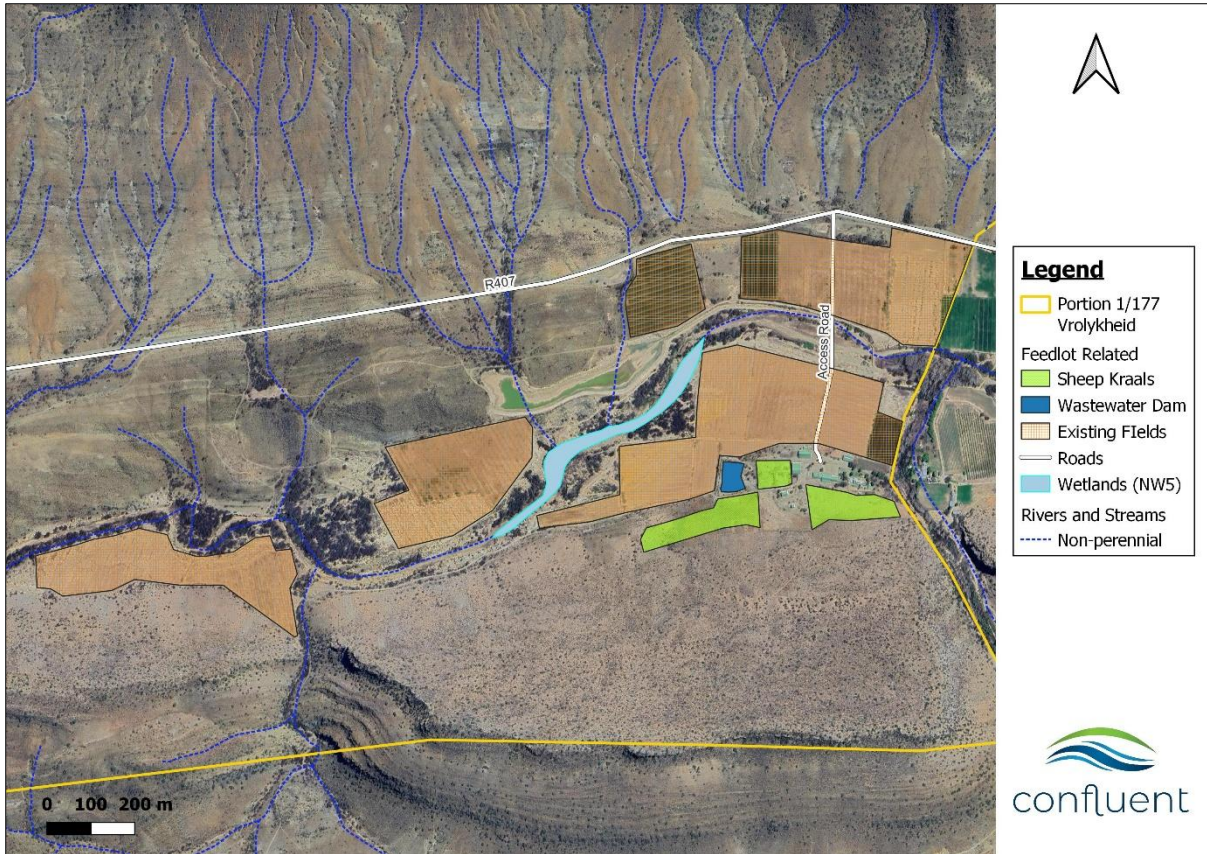 R407
Access Road
0 100 200 m
Legend
Portion 1/177
Vrolykheid
Feedlot Related
Sheep Kraals
Wastewater Dam
Existing FIelds
Roads
Wetlands (NW5)
Rivers and Streams
Non-perennial
confluent